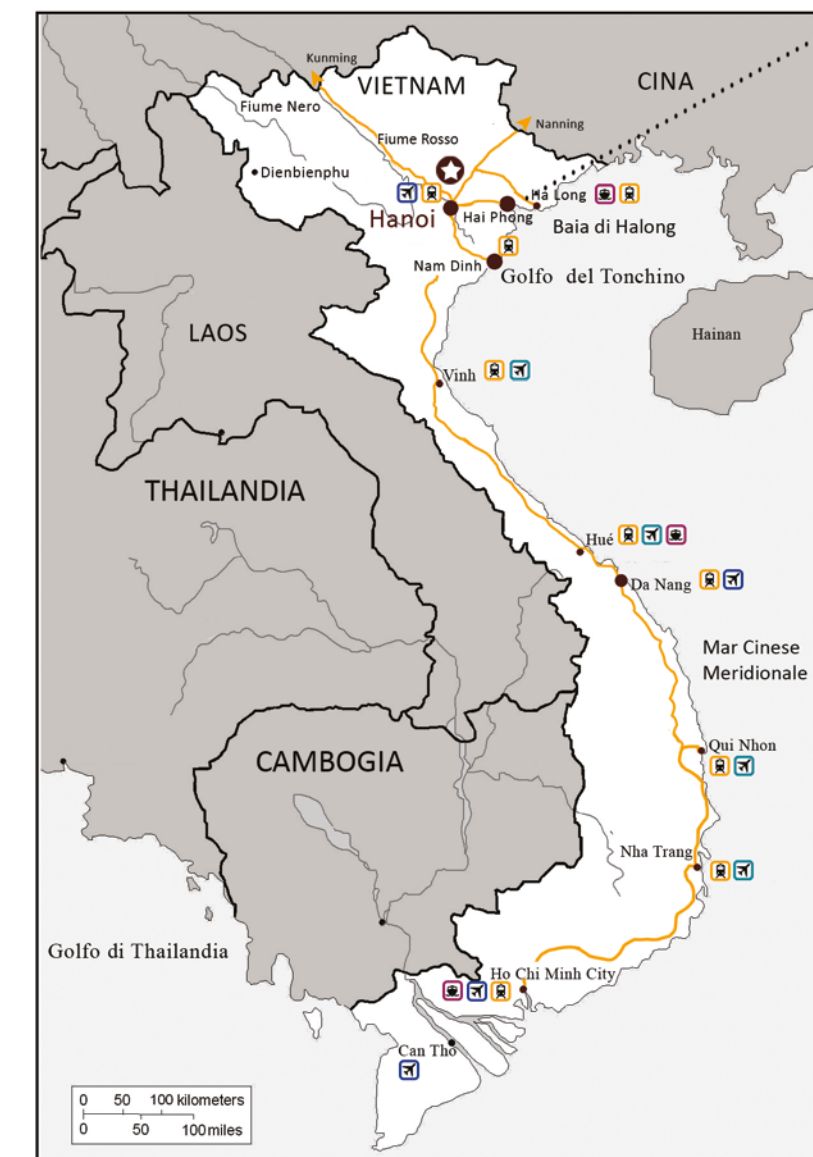 Kunming
VIETNAM
CINA
Fiume Nero
Nanning
Fiume Rosso
Dienbienphu
Ha Long
Hanoi
Hai Phong
Baia di Halong
Nam Dinh
Golfo del Tonchino
LAOS
Hainan
Vinh
THAILANDIA
Hué
Da Nang
Mar Cinese
Meridionale
Qui Nhon
CAMBOGIA
Nha Trang
Golfo di Thailandia
Ho Chi Minh City
Can Tho
0 50 100 kilometers
0 50 100 miles